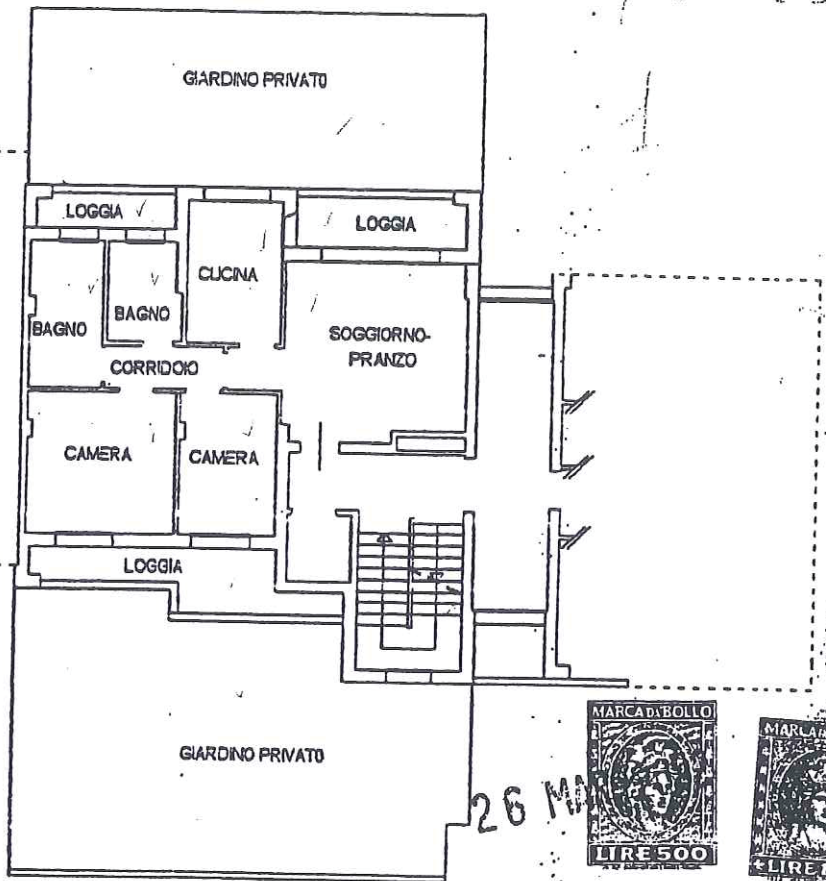 GIARDINO PRIVATO
LOGGIA
LOGGIA
CUCINA
BAGNO
BAGNO
SOGGIORNO-
PRANZO
CORRIDOIO
CAMERA
CAMERA
LOGGIA
GIARDINO PRIVATO
26
MARCA DA BOLLO
LIRE 500
LIRE